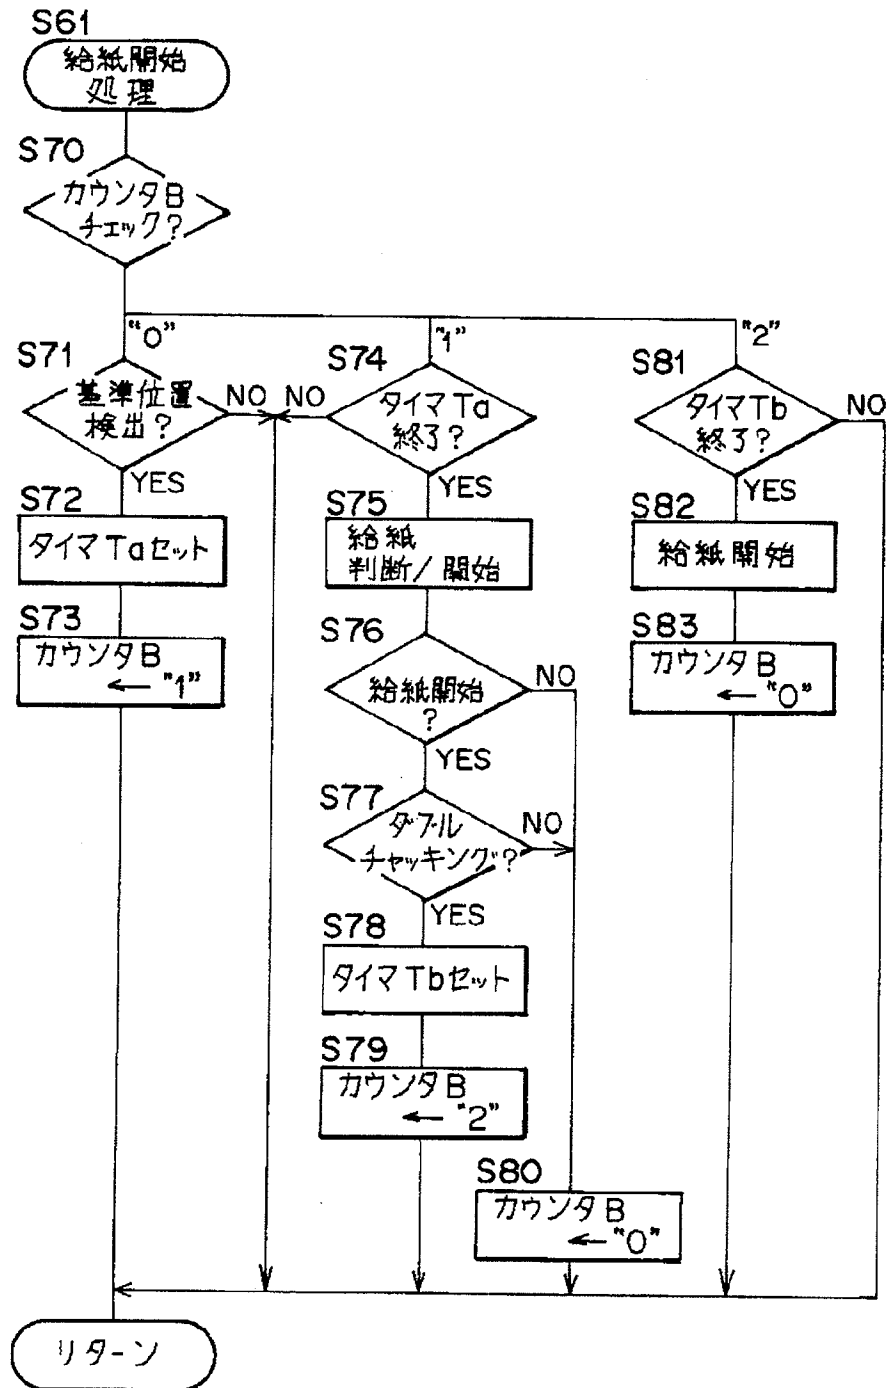 S61
給紙開始
処理
S70
カウンタB
チェック?
"0"
"1"
"2"
S71
基準位置
検出?
NO
YES
S72
タイマTaセット
S73
カウンタB
← "1"
S74
タイマTa
終了?
NO
YES
S75
給紙
判断/開始
S76
給紙開始
?
NO
YES
S77
ダブル
チャッキング?
NO
YES
S78
タイマTbセット
S79
カウンタB
← "2"
S80
カウンタB
← "0"
S81
タイマTb
終了?
NO
YES
S82
給紙開始
S83
カウンタB
← "0"
リターン